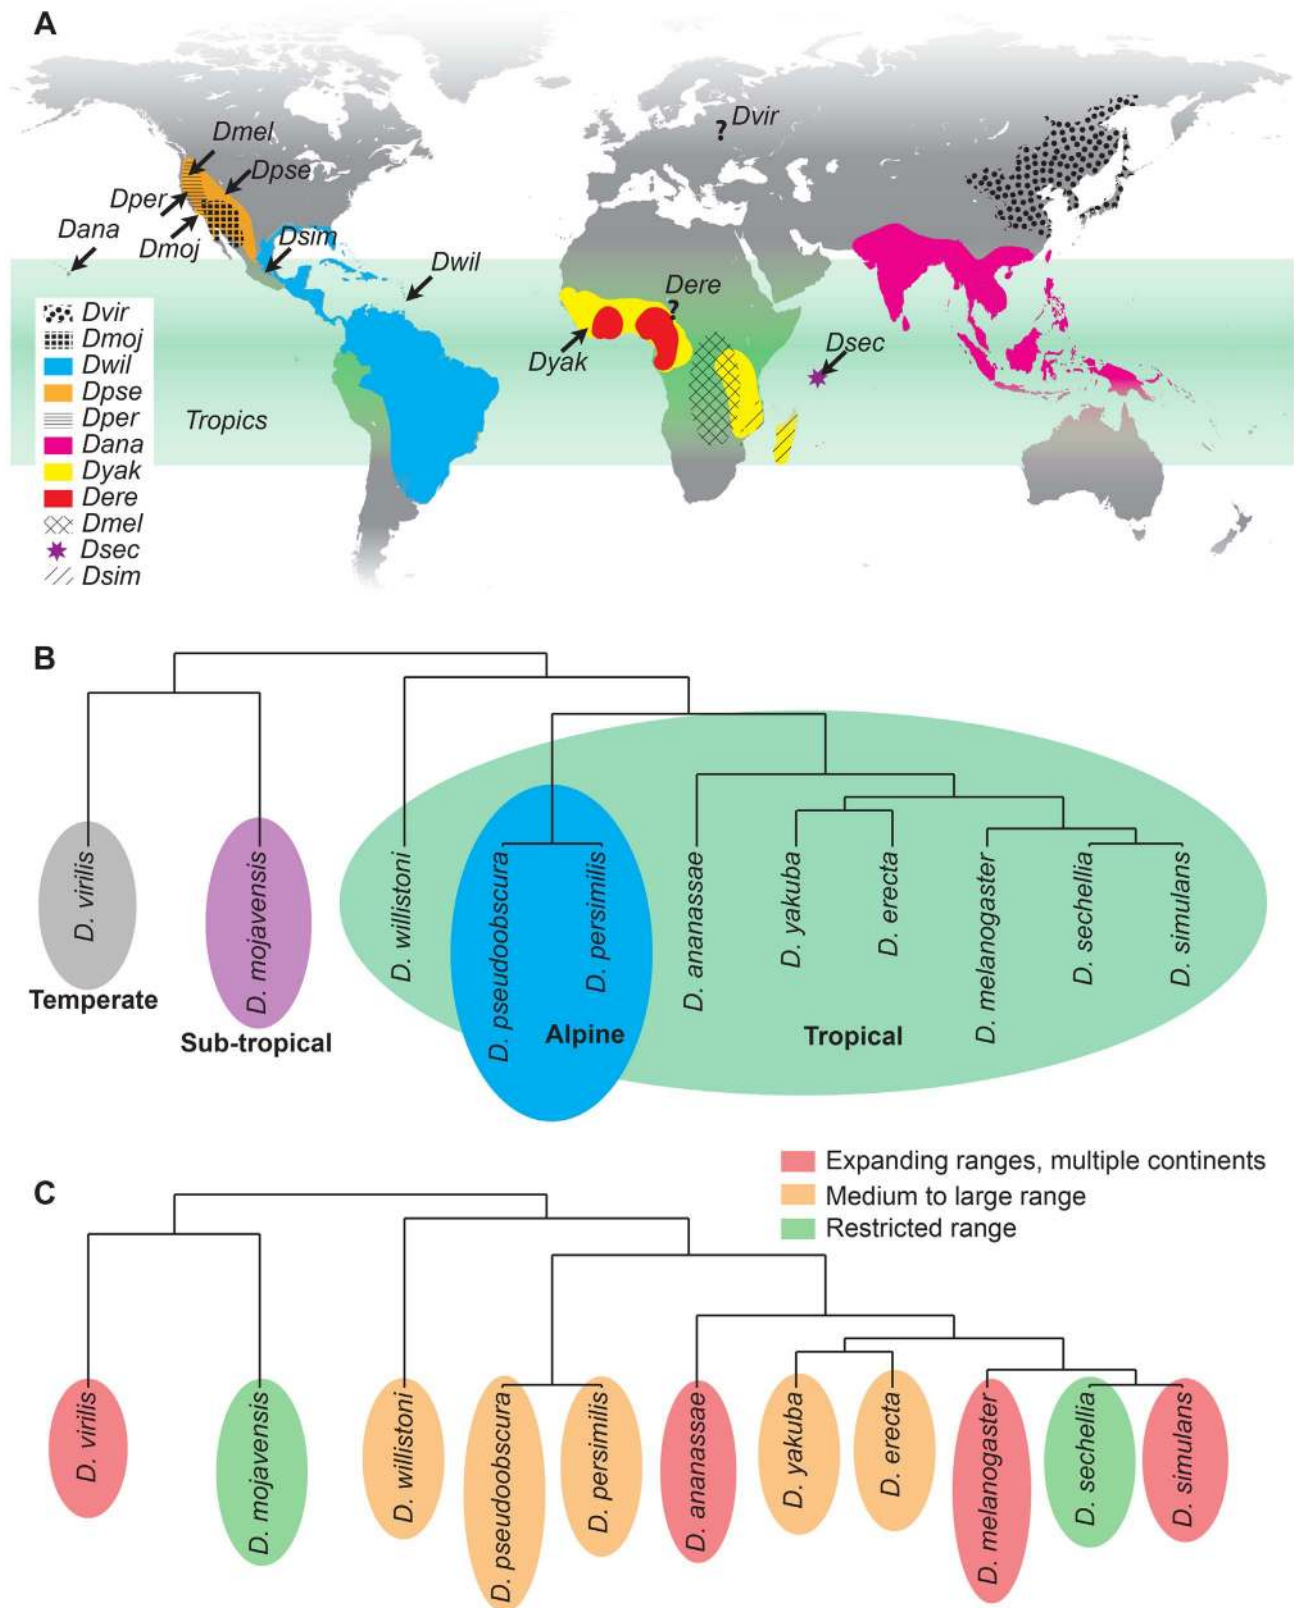 A
Dmel
Dvir
?
Dpse
Dper
Dana
Dmoj
Dsim
Dwil
Dere
?
Dyak
Dsec
Tropics
Dvir
Dmoj
Dwil
Dpse
Dper
Dana
Dyak
Dere
Dmel
Dsec
Dsim
B
D. virilis
D. mojavensis
D. willistoni
D. pseudoobscura
D. persimilis
D. ananassae
D. yakuba
D. erecta
D. melanogaster
D. sechellia
D. simulans
Temperate
Sub-tropical
Alpine
Tropical
C
Expanding ranges, multiple continents
Medium to large range
Restricted range
D. virilis
D. mojavensis
D. willistoni
D. pseudoobscura
D. persimilis
D. ananassae
D. yakuba
D. erecta
D. melanogaster
D. sechellia
D. simulans